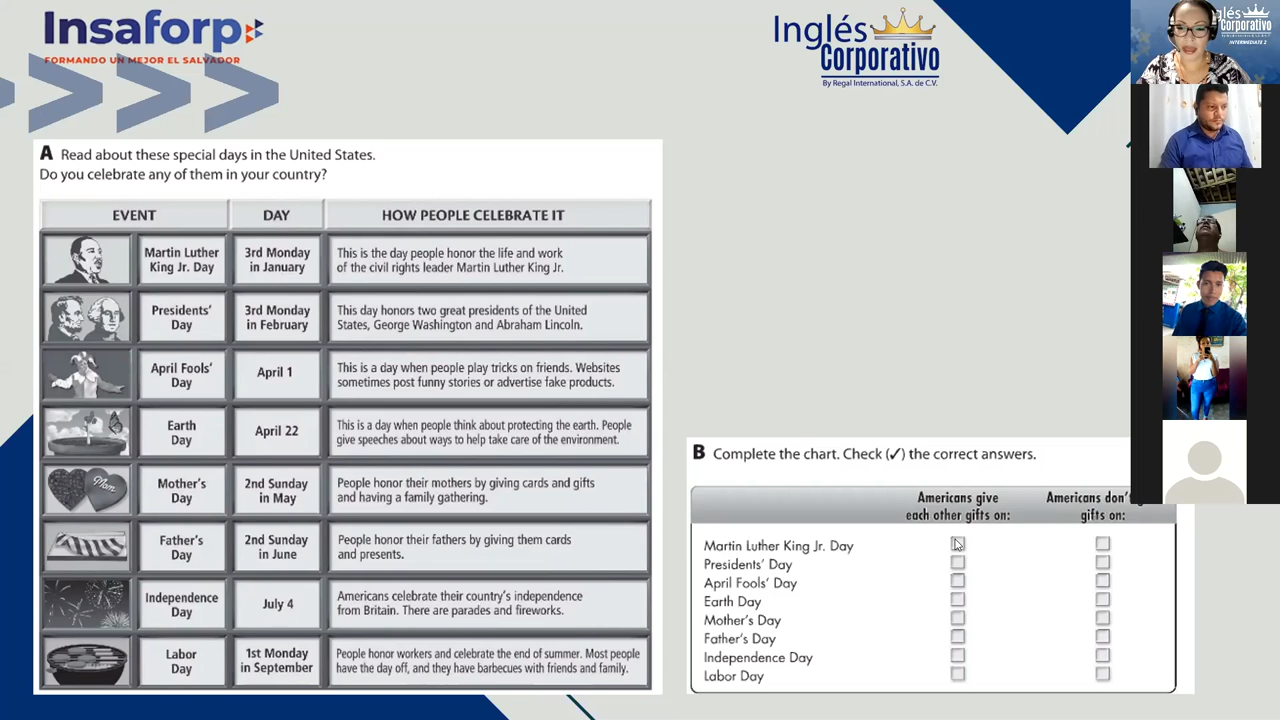 Insaforp
FORMANDO UN MEJOR EL SALVADOR
Inglés
Corporativo
By Regal International, S.A. de C.V.
glés
Corporativo
INTERMEDIATE 2
A Read about these special days in the United States.
Do you celebrate any of them in your country?
EVENT DAY HOW PEOPLE CELEBRATE IT
Martin Luther
King Jr. Day
3rd Monday
in January
This is the day people honor the life and work
of the civil rights leader Martin Luther King Jr.
Presidents'
Day
3rd Monday
in February
This day honors two great presidents of the United
States, George Washington and Abraham Lincoln.
April Fools'
Day
April 1
This is a day when people play tricks on friends. Websites
sometimes post funny stories or advertise fake products.
Earth
Day
April 22
This is a day when people think about protecting the earth. People
give speeches about ways to help take care of the environment.
Mom
Mother's
Day
2nd Sunday
in May
People honor their mothers by giving cards and gifts
and having a family gathering.
Father's
Day
2nd Sunday
in June
People honor their fathers by giving them cards
and presents.
Independence
Day
July 4
Americans celebrate their country's independence
from Britain. There are parades and fireworks.
Labor
Day
1st Monday
in September
People honor workers and celebrate the end of summer. Most people
have the day off, and they have barbecues with friends and family.
B Complete the chart. Check (✓) the correct answers.
Americans give
each other gifts on:
Americans don't
gifts on:
Martin Luther King Jr. Day
Presidents' Day
April Fools' Day
Earth Day
Mother's Day
Father's Day
Independence Day
Labor Day